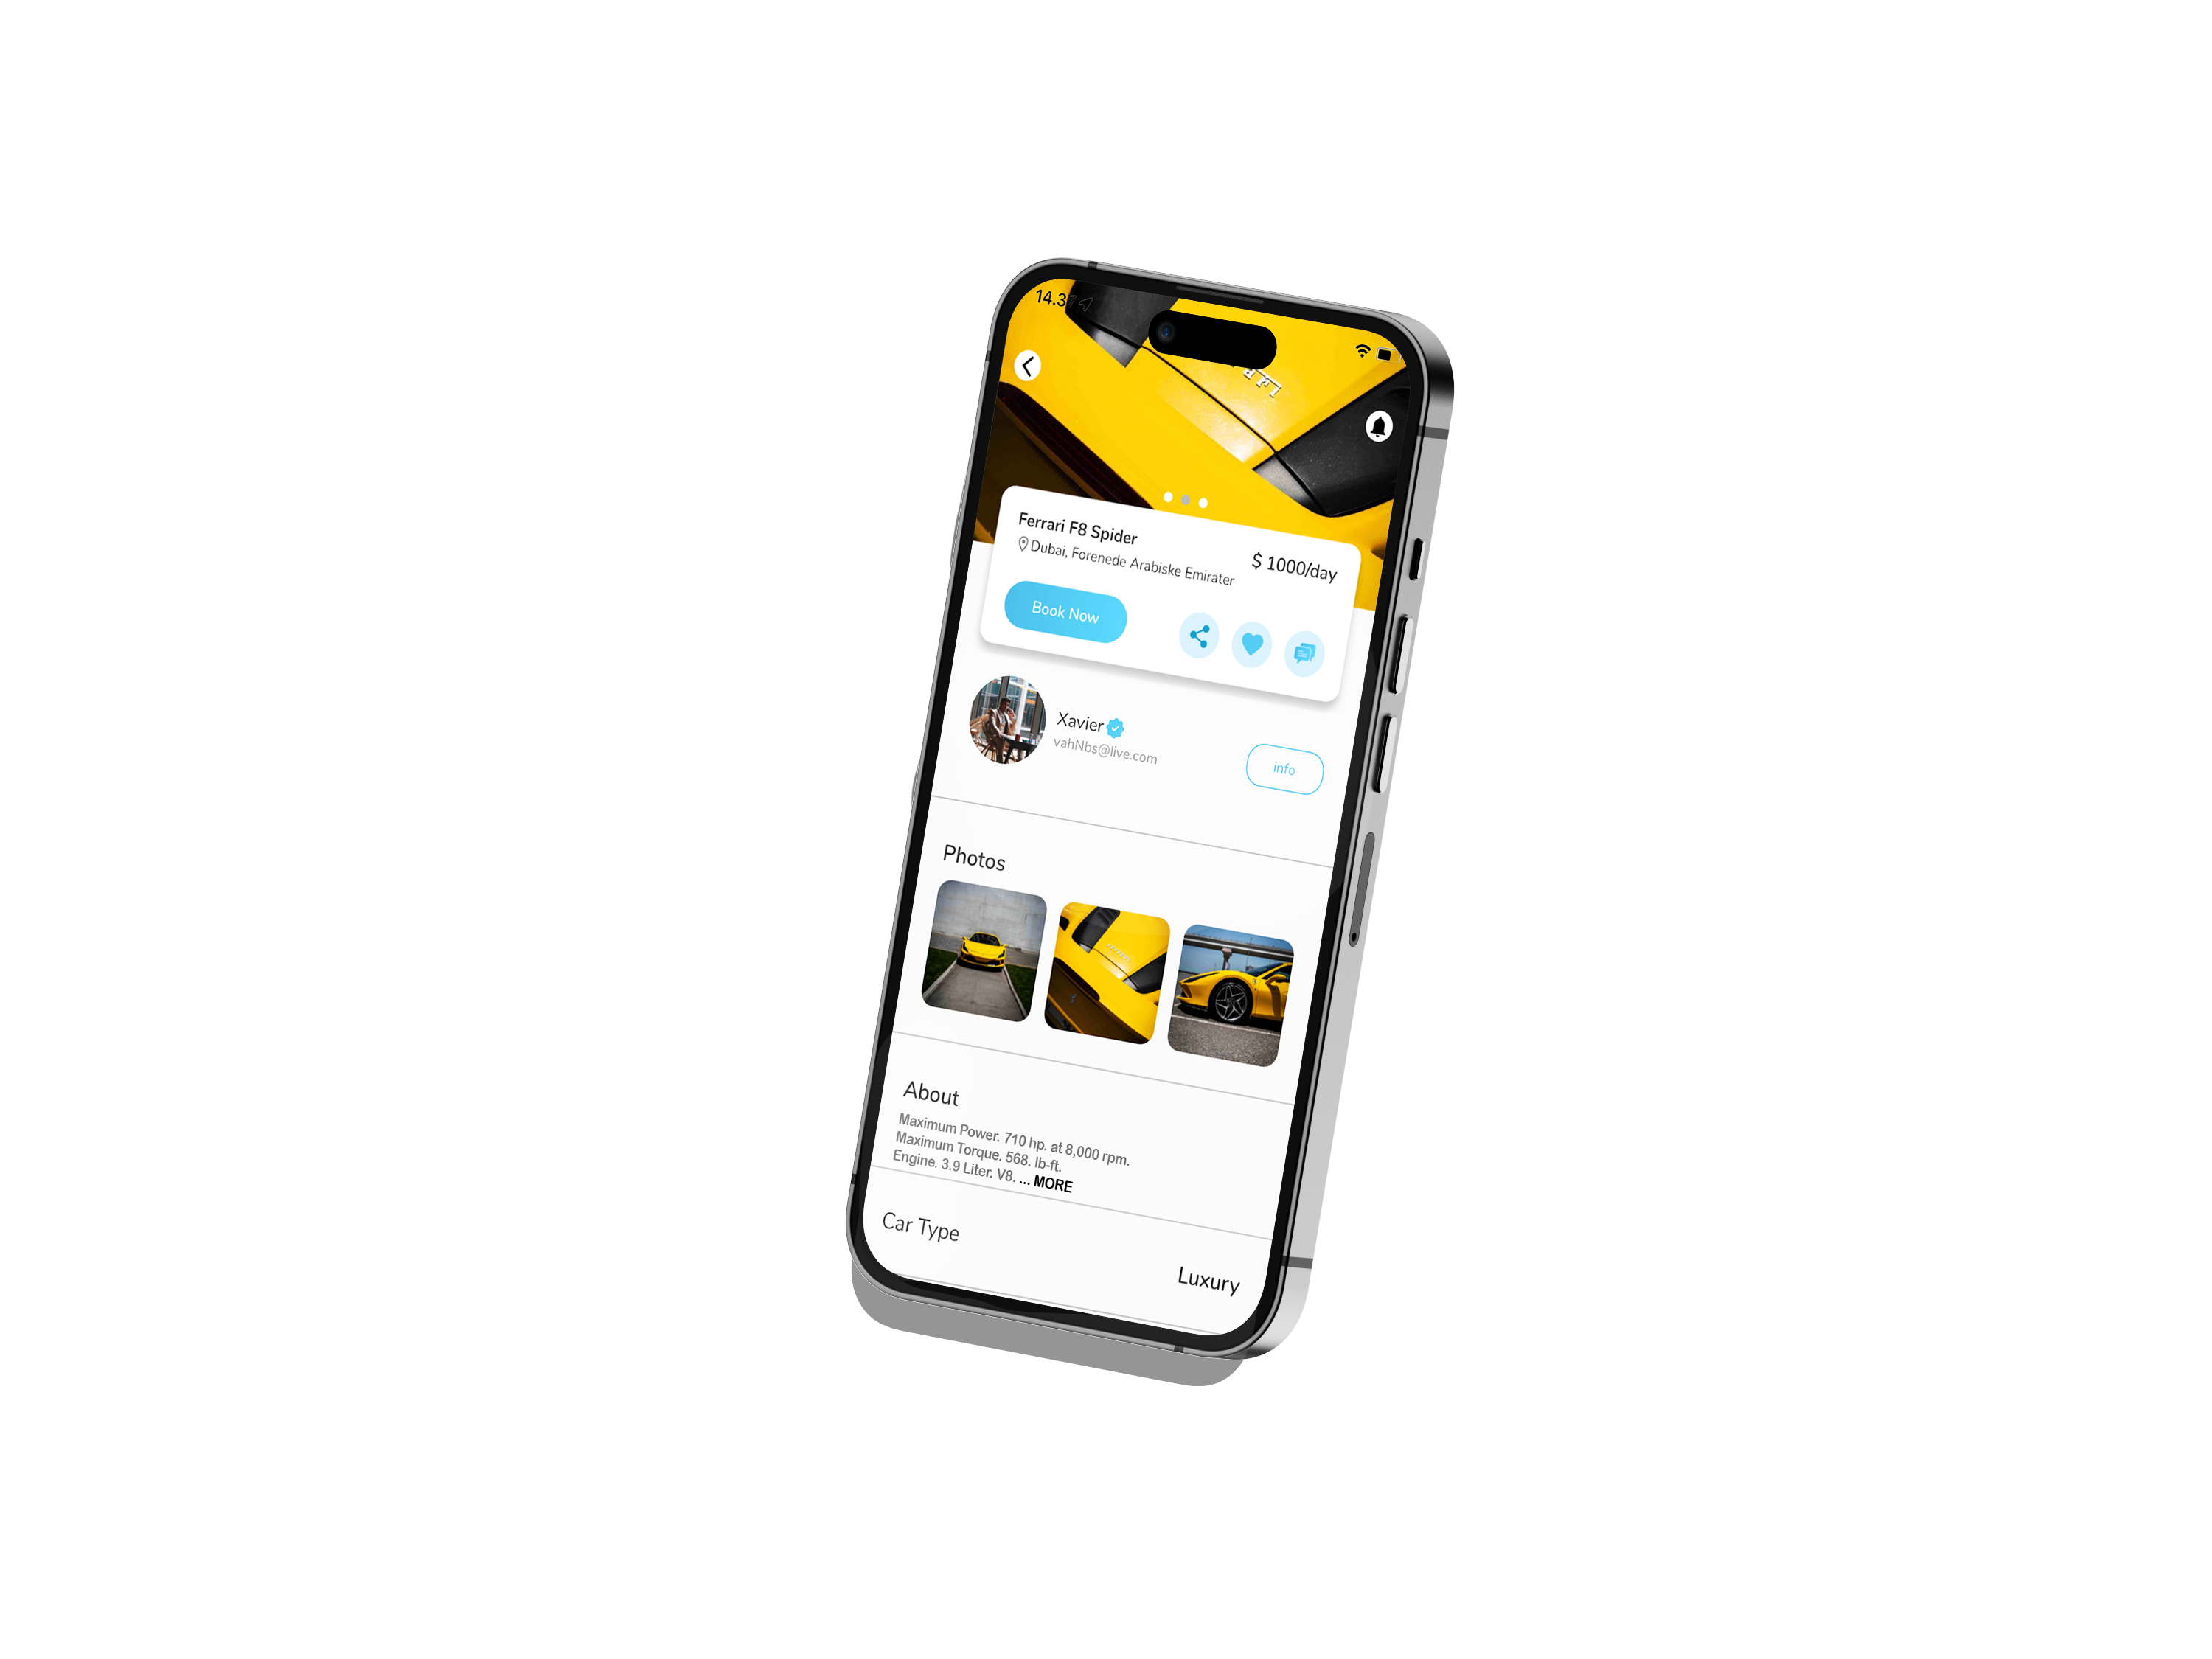 14.37
Ferrari F8 Spider
Dubai, Forenede Arabiske Emirater
$ 1000/day
Book Now
Xavier
vahNbs@live.com
info
Photos
About
Maximum Power. 710 hp. at 8,000 rpm.
Maximum Torque. 568. lb-ft.
Engine. 3.9 Liter. V8. ... MORE
Car Type
Luxury